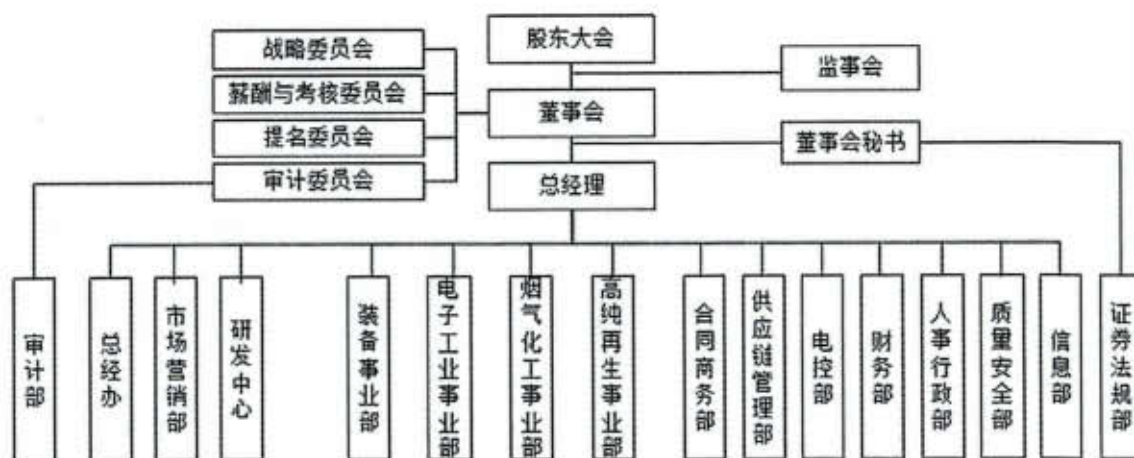 股东大会
战略委员会
监事会
薪酬与考核委员会
董事会
提名委员会
董事会秘书
审计委员会
总经理
审计部
总经办
市场营销部
研发中心
装备事业部
电子工业事业部
烟气化工事业部
高纯再生事业部
合同商务部
供应链管理部
电控部
财务部
人事行政部
质量安全部
信息部
证券法规部